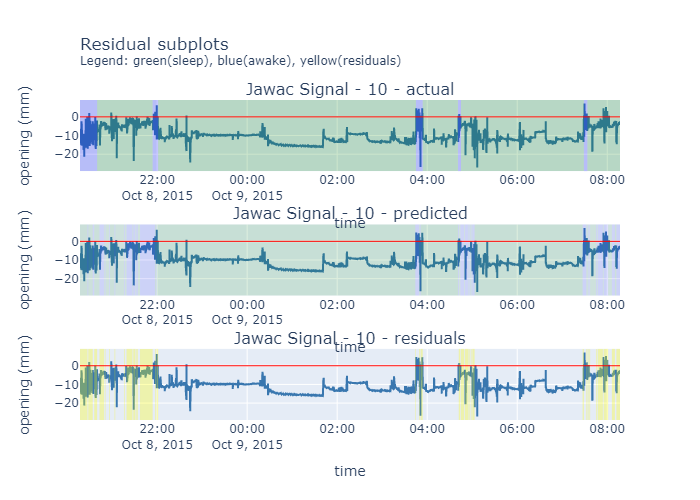 Residual subplots
Legend: green(sleep), blue(awake), yellow(residuals)
Jawac Signal - 10 - actual
opening (mm)
0
−10
−20
22:00 00:00 02:00 04:00 06:00 08:00
Oct 8, 2015 Oct 9, 2015
Jawac Signal - 10 - predicted
time
opening (mm)
0
−10
−20
22:00 00:00 02:00 04:00 06:00 08:00
Oct 8, 2015 Oct 9, 2015
Jawac Signal - 10 - residuals
time
opening (mm)
0
−10
−20
22:00 00:00 02:00 04:00 06:00 08:00
Oct 8, 2015 Oct 9, 2015
time